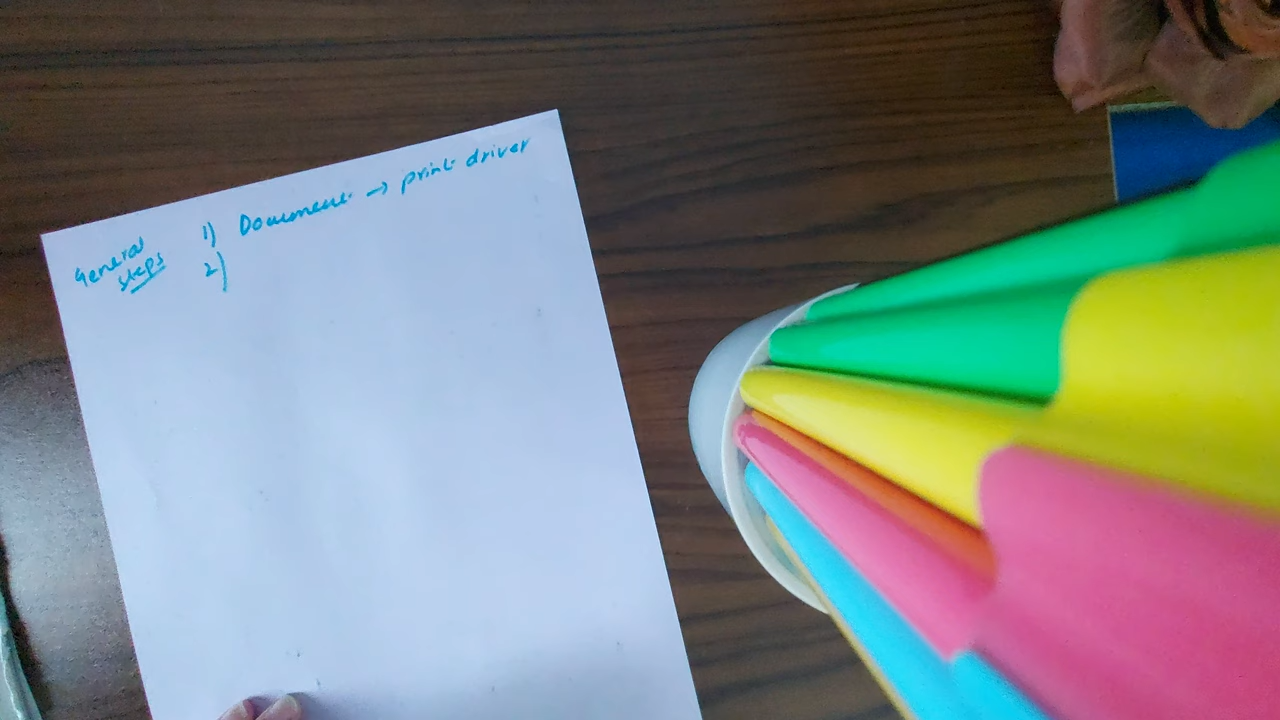 General steps
1) Document → print driver
2)